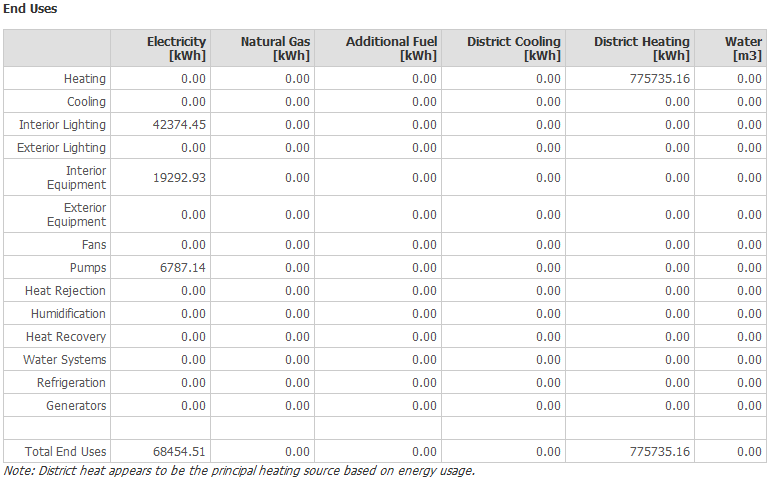 End Uses
Electricity [kWh] Natural Gas [kWh] Additional Fuel [kWh] District Cooling [kWh] District Heating [kWh] Water [m3]
Heating 0.00 0.00 0.00 0.00 775735.16 0.00
Cooling 0.00 0.00 0.00 0.00 0.00 0.00
Interior Lighting 42374.45 0.00 0.00 0.00 0.00 0.00
Exterior Lighting 0.00 0.00 0.00 0.00 0.00 0.00
Interior Equipment 19292.93 0.00 0.00 0.00 0.00 0.00
Exterior Equipment 0.00 0.00 0.00 0.00 0.00 0.00
Fans 0.00 0.00 0.00 0.00 0.00 0.00
Pumps 6787.14 0.00 0.00 0.00 0.00 0.00
Heat Rejection 0.00 0.00 0.00 0.00 0.00 0.00
Humidification 0.00 0.00 0.00 0.00 0.00 0.00
Heat Recovery 0.00 0.00 0.00 0.00 0.00 0.00
Water Systems 0.00 0.00 0.00 0.00 0.00 0.00
Refrigeration 0.00 0.00 0.00 0.00 0.00 0.00
Generators 0.00 0.00 0.00 0.00 0.00 0.00
Total End Uses 68454.51 0.00 0.00 0.00 775735.16 0.00
Note: District heat appears to be the principal heating source based on energy usage.